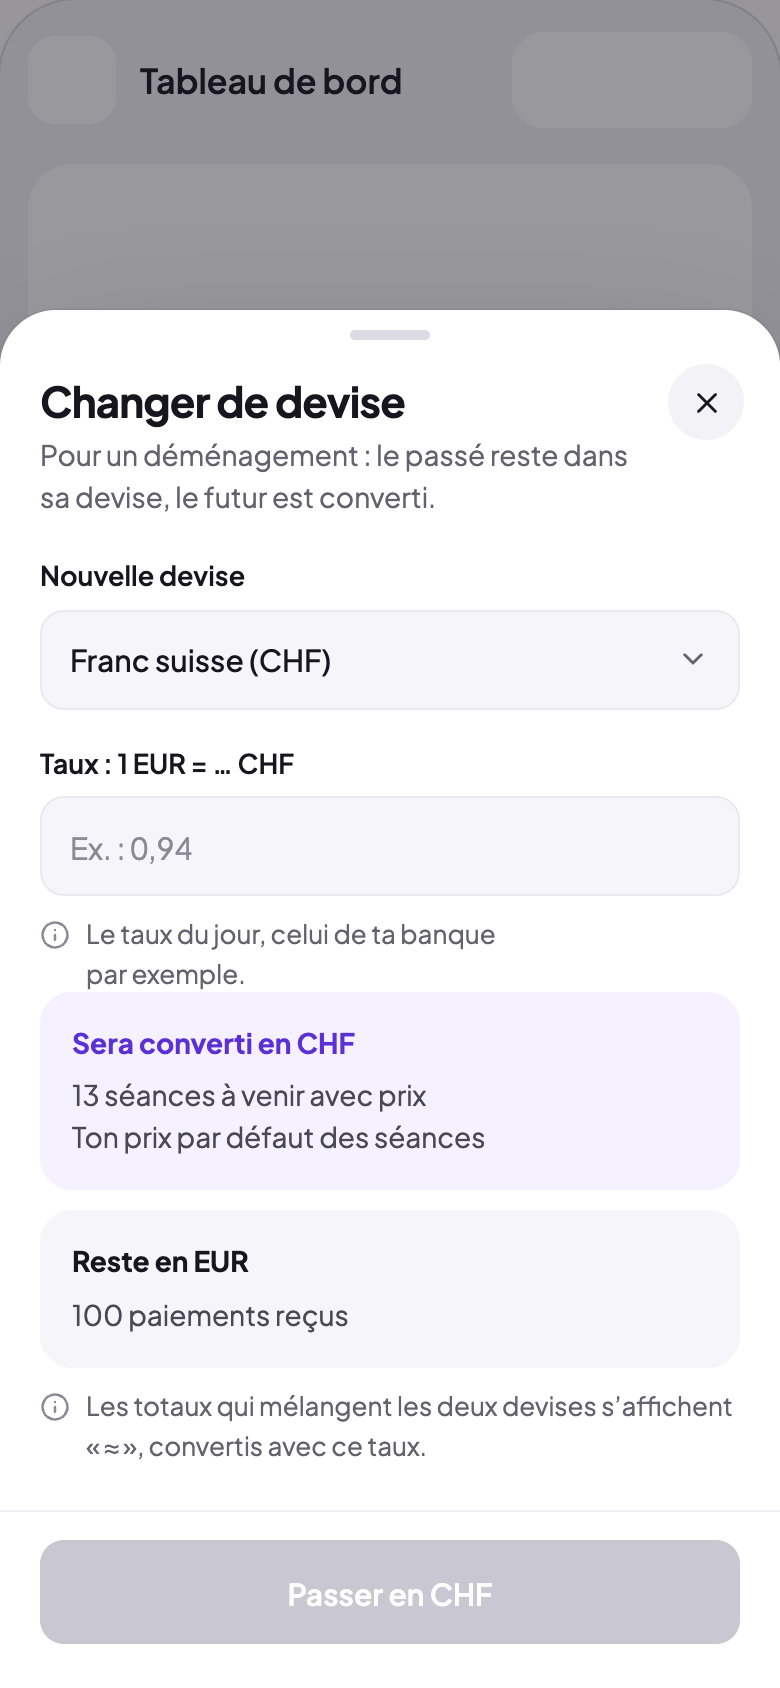 Tableau de bord
Changer de devise
Pour un déménagement : le passé reste dans
sa devise, le futur est converti.
Nouvelle devise
Franc suisse (CHF)
Taux : 1 EUR = … CHF
Ex. : 0,94
Le taux du jour, celui de ta banque
par exemple.
Sera converti en CHF
13 séances à venir avec prix
Ton prix par défaut des séances
Reste en EUR
100 paiements reçus
Les totaux qui mélangent les deux devises s’affichent
« ≈ », convertis avec ce taux.
Passer en CHF